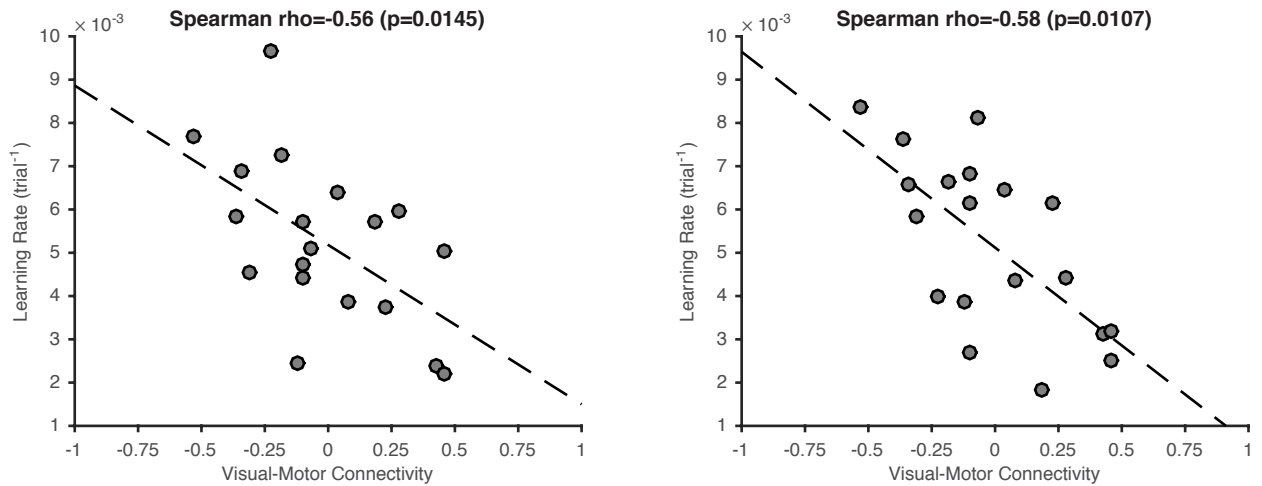 Spearman rho=-0.56 (p=0.0145)
× 10⁻³
10
9
8
7
6
5
4
3
2
1
Learning Rate (trial⁻¹)
-1 -0.75 -0.5 -0.25 0 0.25 0.5 0.75 1
Visual-Motor Connectivity
Spearman rho=-0.58 (p=0.0107)
× 10⁻³
10
9
8
7
6
5
4
3
2
1
Learning Rate (trial⁻¹)
-1 -0.75 -0.5 -0.25 0 0.25 0.5 0.75 1
Visual-Motor Connectivity